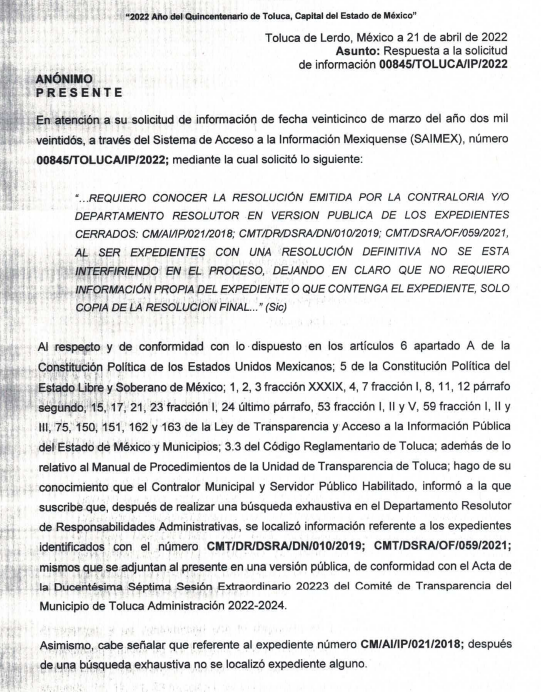 "2022 Año del Quincentenario de Toluca, Capital del Estado de México"
Toluca de Lerdo, México a 21 de abril de 2022
Asunto: Respuesta a la solicitud
de información 00845/TOLUCA/IP/2022
ANÓNIMO
P R E S E N T E
En atención a su solicitud de información de fecha veinticinco de marzo del año dos mil
veintidós, a través del Sistema de Acceso a la Información Mexiquense (SAIMEX), número
00845/TOLUCA/IP/2022; mediante la cual solicitó lo siguiente:
"...REQUIERO CONOCER LA RESOLUCIÓN EMITIDA POR LA CONTRALORIA Y/O
DEPARTAMENTO RESOLUTOR EN VERSION PUBLICA DE LOS EXPEDIENTES
CERRADOS: CM/AI/IP/021/2018; CMT/DR/DSRA/DN/010/2019; CMT/DSRA/OF/059/2021,
AL SER EXPEDIENTES CON UNA RESOLUCIÓN DEFINITIVA NO SE ESTA
INTERFIRIENDO EN EL PROCESO, DEJANDO EN CLARO QUE NO REQUIERO
INFORMACIÓN PROPIA DEL EXPEDIENTE O QUE CONTENGA EL EXPEDIENTE, SOLO
COPIA DE LA RESOLUCION FINAL..." (Sic)
Al respecto y de conformidad con lo dispuesto en los artículos 6 apartado A de la
Constitución Política de los Estados Unidos Mexicanos; 5 de la Constitución Política del
Estado Libre y Soberano de México; 1, 2, 3 fracción XXXIX, 4, 7 fracción I, 8, 11, 12 párrafo
segundo, 15, 17, 21, 23 fracción I, 24 último párrafo, 53 fracción I, II y V, 59 fracción I, II y
III, 75, 150, 151, 162 y 163 de la Ley de Transparencia y Acceso a la Información Pública
del Estado de México y Municipios; 3.3 del Código Reglamentario de Toluca; además de lo
relativo al Manual de Procedimientos de la Unidad de Transparencia de Toluca; hago de su
conocimiento que el Contralor Municipal y Servidor Público Habilitado, informó a la que
suscribe que, después de realizar una búsqueda exhaustiva en el Departamento Resolutor
de Responsabilidades Administrativas, se localizó información referente a los expedientes
identificados con el número CMT/DR/DSRA/DN/010/2019; CMT/DSRA/OF/059/2021;
mismos que se adjuntan al presente en una versión pública, de conformidad con el Acta de
la Ducentésima Séptima Sesión Extraordinario 20223 del Comité de Transparencia del
Municipio de Toluca Administración 2022-2024.
Asimismo, cabe señalar que referente al expediente número CM/AI/IP/021/2018; después
de una búsqueda exhaustiva no se localizó expediente alguno.